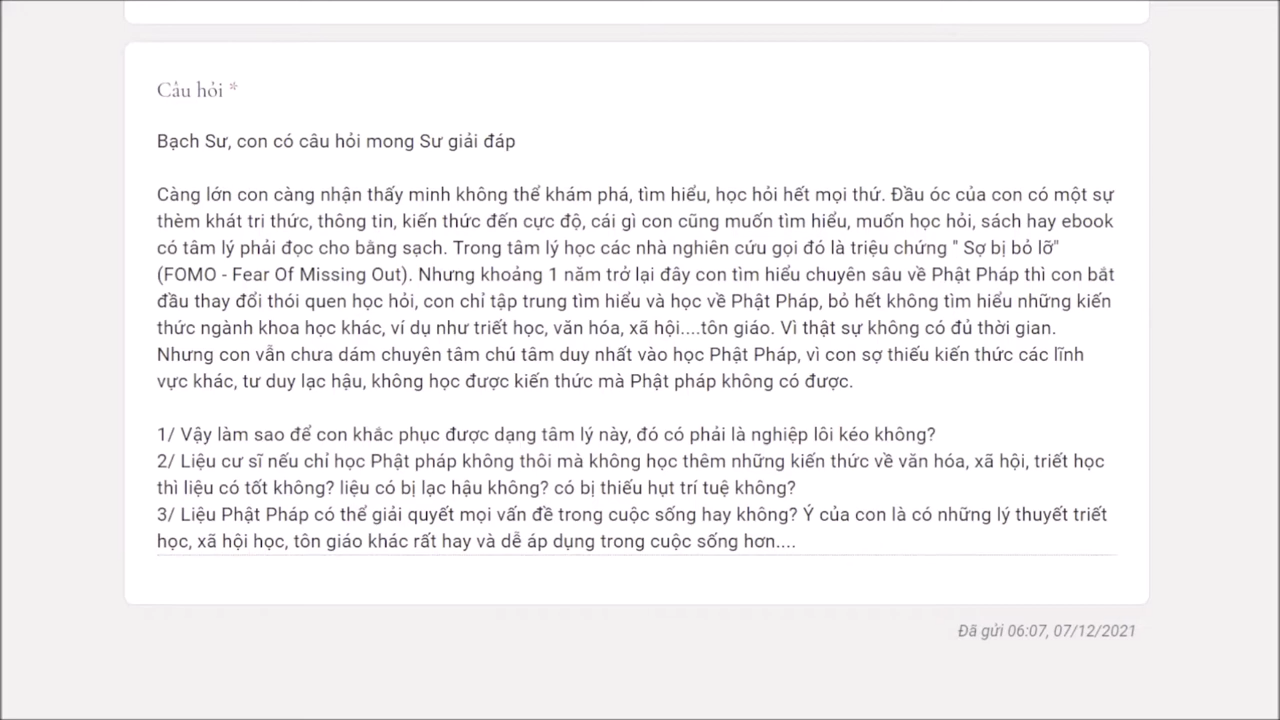 Câu hỏi *
Bạch Sư, con có câu hỏi mong Sư giải đáp
Càng lớn con càng nhận thấy minh không thể khám phá, tìm hiểu, học hỏi hết mọi thứ. Đầu óc của con có một sự
thèm khát tri thức, thông tin, kiến thức đến cực độ, cái gì con cũng muốn tìm hiểu, muốn học hỏi, sách hay ebook
có tâm lý phải đọc cho bằng sạch. Trong tâm lý học các nhà nghiên cứu gọi đó là triệu chứng " Sợ bị bỏ lỡ"
(FOMO - Fear Of Missing Out). Nhưng khoảng 1 năm trở lại đây con tìm hiểu chuyên sâu về Phật Pháp thì con bắt
đầu thay đổi thói quen học hỏi, con chỉ tập trung tìm hiểu và học về Phật Pháp, bỏ hết không tìm hiểu những kiến
thức ngành khoa học khác, ví dụ như triết học, văn hóa, xã hội....tôn giáo. Vì thật sự không có đủ thời gian.
Nhưng con vẫn chưa dám chuyên tâm chú tâm duy nhất vào học Phật Pháp, vì con sợ thiếu kiến thức các lĩnh
vực khác, tư duy lạc hậu, không học được kiến thức mà Phật pháp không có được.
1/ Vậy làm sao để con khắc phục được dạng tâm lý này, đó có phải là nghiệp lôi kéo không?
2/ Liệu cư sĩ nếu chỉ học Phật pháp không thôi mà không học thêm những kiến thức về văn hóa, xã hội, triết học
thì liệu có tốt không? liệu có bị lạc hậu không? có bị thiếu hụt trí tuệ không?
3/ Liệu Phật Pháp có thể giải quyết mọi vấn đề trong cuộc sống hay không? Ý của con là có những lý thuyết triết
học, xã hội học, tôn giáo khác rất hay và dễ áp dụng trong cuộc sống hơn....
Đã gửi 06:07, 07/12/2021